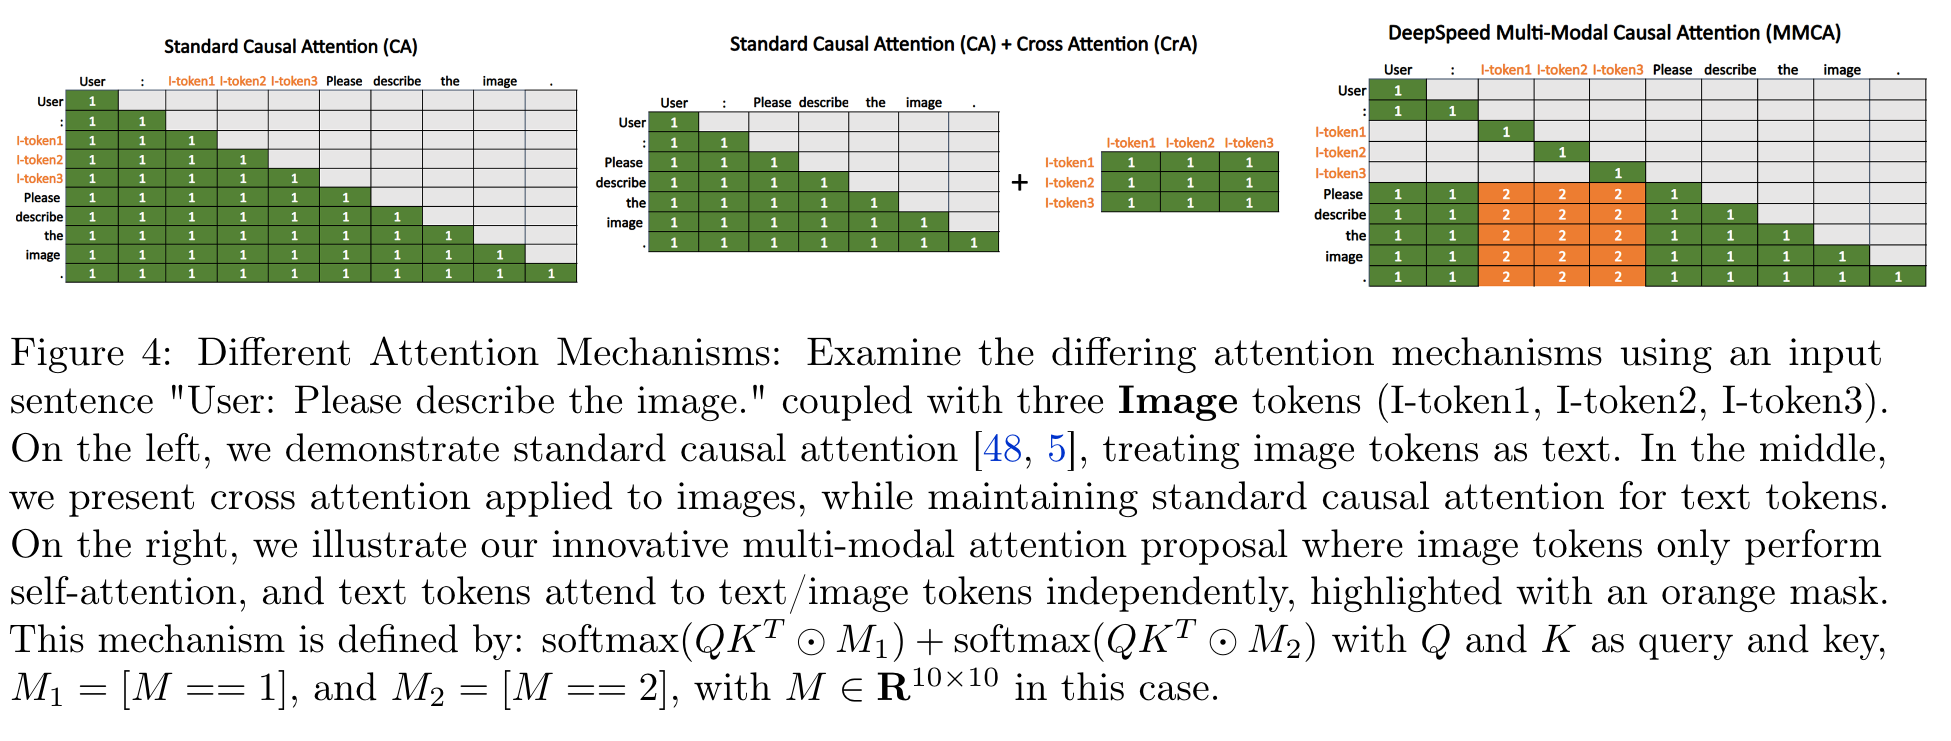 Standard Causal Attention (CA)
User : I-token1 I-token2 I-token3 Please describe the image .
User 1
: 1 1
I-token1 1 1 1
I-token2 1 1 1 1
I-token3 1 1 1 1 1
Please 1 1 1 1 1 1
describe 1 1 1 1 1 1 1
the 1 1 1 1 1 1 1 1
image 1 1 1 1 1 1 1 1 1
. 1 1 1 1 1 1 1 1 1 1
Standard Causal Attention (CA) + Cross Attention (CrA)
User : Please describe the image .
User 1
: 1 1
Please 1 1 1
describe 1 1 1 1
the 1 1 1 1 1
image 1 1 1 1 1 1
. 1 1 1 1 1 1 1
+
I-token1 I-token2 I-token3
I-token1 1 1 1
I-token2 1 1 1
I-token3 1 1 1
DeepSpeed Multi-Modal Causal Attention (MMCA)
User : I-token1 I-token2 I-token3 Please describe the image .
User 1
: 1 1
I-token1 1
I-token2 1
I-token3 1
Please 1 1 2 2 2 1
describe 1 1 2 2 2 1 1
the 1 1 2 2 2 1 1 1
image 1 1 2 2 2 1 1 1 1
. 1 1 2 2 2 1 1 1 1 1
Figure 4: Different Attention Mechanisms: Examine the differing attention mechanisms using an input
sentence "User: Please describe the image." coupled with three Image tokens (I-token1, I-token2, I-token3).
On the left, we demonstrate standard causal attention [48, 5], treating image tokens as text. In the middle,
we present cross attention applied to images, while maintaining standard causal attention for text tokens.
On the right, we illustrate our innovative multi-modal attention proposal where image tokens only perform
self-attention, and text tokens attend to text/image tokens independently, highlighted with an orange mask.
This mechanism is defined by: softmax(QKᵀ ⊙ M₁) + softmax(QKᵀ ⊙ M₂) with Q and K as query and key,
M₁ = [M == 1], and M₂ = [M == 2], with M ∈ R¹⁰ˣ¹⁰ in this case.